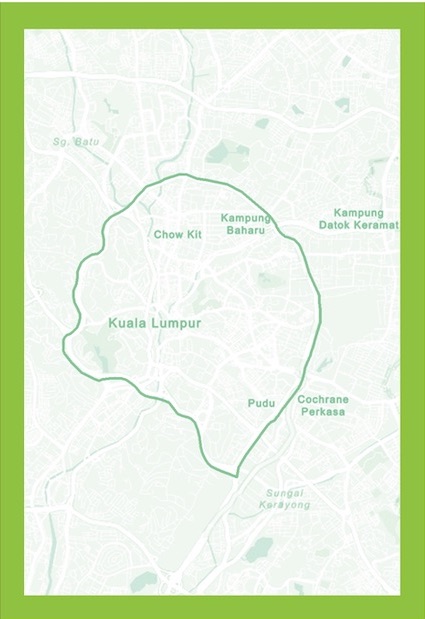 Sg. Batu
Kampung
Datok Keramat
Kampung
Baharu
Chow Kit
Kuala Lumpur
Pudu
Cochrane
Perkasa
Sungai
Kerayong